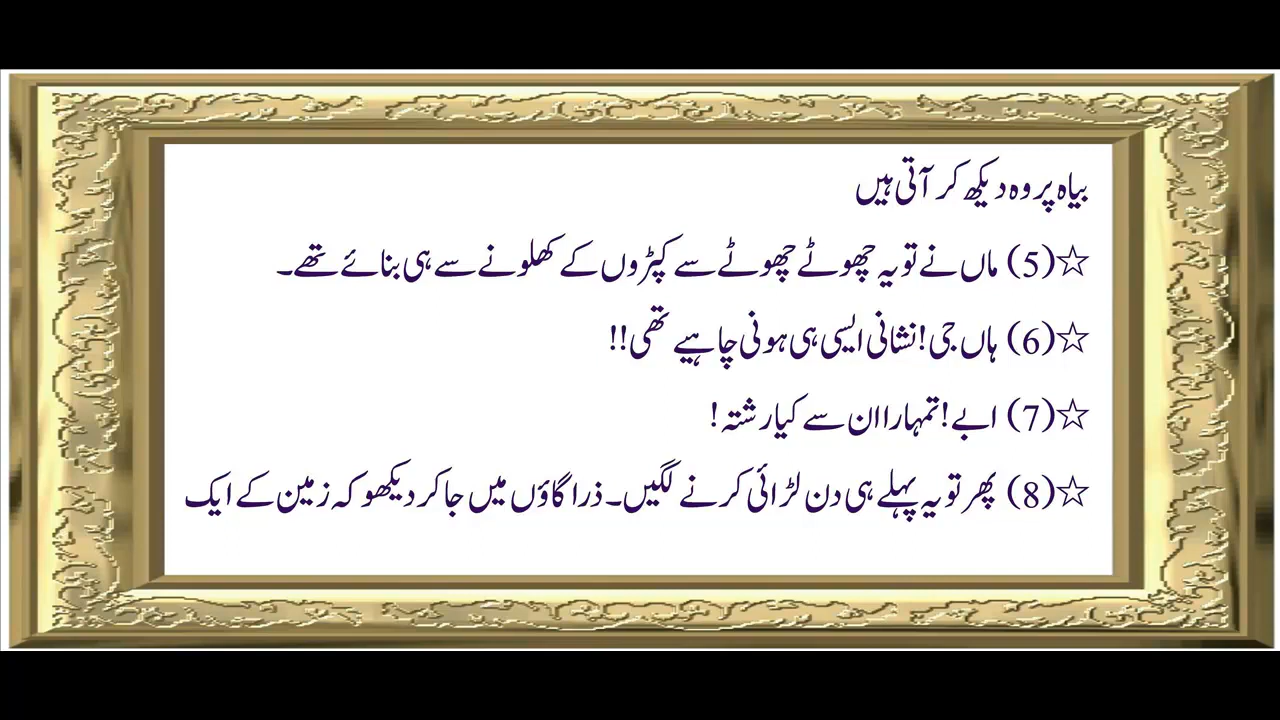 بیاہ پر وہ دیکھ کر آتی ہیں
☆(5) ماں نے تو یہ چھوٹے چھوٹے سے کپڑوں کے کھلونے سے ہی بنائے تھے۔
☆(6) ہاں جی! نشانی ایسی ہی ہونی چاہیے تھی!!
☆(7) ابے! تمہارا ان سے کیا رشتہ!
☆(8) پھر تو یہ پہلے ہی دن لڑائی کرنے لگیں۔ ذرا گاؤں میں جا کر دیکھو کہ زمین کے ایک